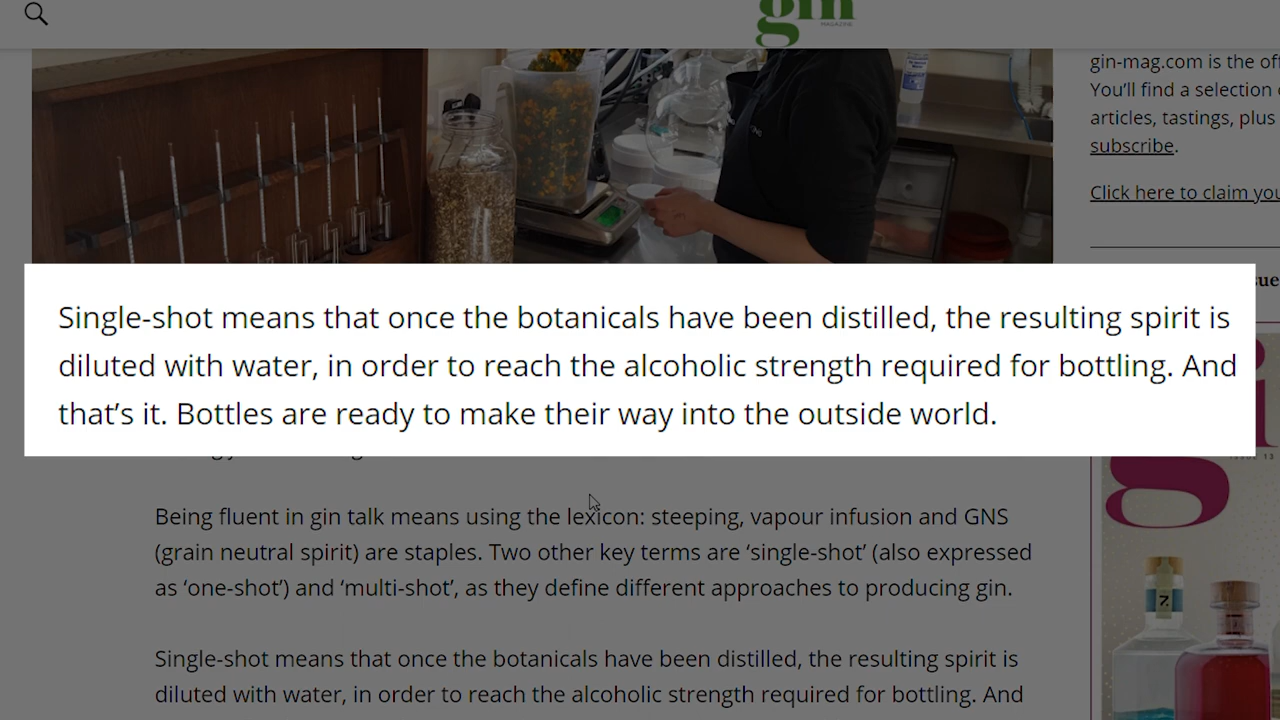 gin
MAGAZINE
gin-mag.com is the of
You'll find a selection
articles, tastings, plus
subscribe.
Click here to claim you
Single-shot means that once the botanicals have been distilled, the resulting spirit is
diluted with water, in order to reach the alcoholic strength required for bottling. And
that's it. Bottles are ready to make their way into the outside world.
Being fluent in gin talk means using the lexicon: steeping, vapour infusion and GNS
(grain neutral spirit) are staples. Two other key terms are ‘single-shot’ (also expressed
as ‘one-shot’) and ‘multi-shot’, as they define different approaches to producing gin.
Single-shot means that once the botanicals have been distilled, the resulting spirit is
diluted with water, in order to reach the alcoholic strength required for bottling. And
ISSUE 13
7.